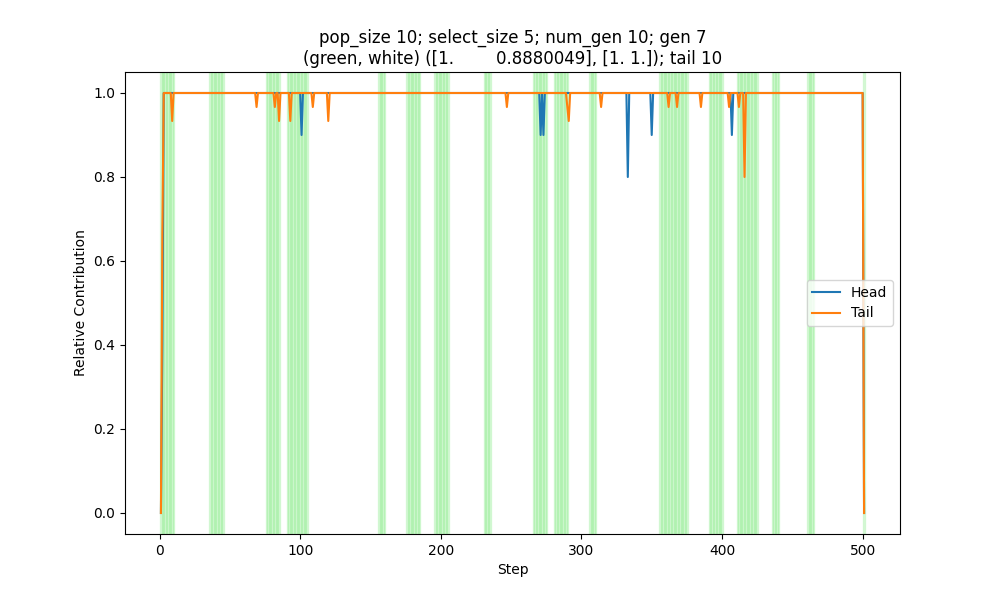 pop_size 10; select_size 5; num_gen 10; gen 7
(green, white) ([1.        0.8880049], [1. 1.]); tail 10
1.0
0.8
0.6
0.4
0.2
0.0
Relative Contribution
Head
Tail
0
100
200
300
400
500
Step